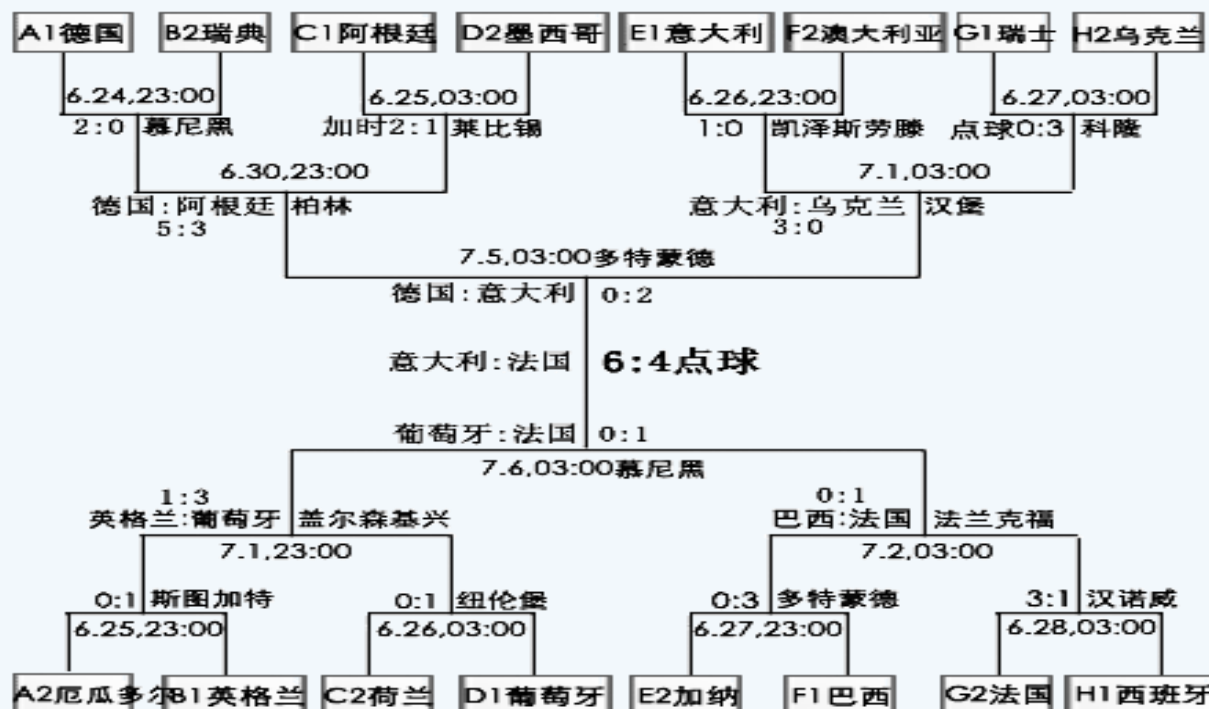 A1德国 B2瑞典 C1阿根廷 D2墨西哥 E1意大利 F2澳大利亚 G1瑞士 H2乌克兰
6.24,23:00 6.25,03:00 6.26,23:00 6.27,03:00
2:0 慕尼黑 加时2:1 莱比锡 1:0 凯泽斯劳滕 点球0:3 科隆
6.30,23:00 7.1,03:00
德国:阿根廷 柏林 意大利:乌克兰 汉堡
5:3 3:0
7.5,03:00多特蒙德
德国:意大利 0:2
意大利:法国 6:4点球
葡萄牙:法国 0:1
7.6,03:00慕尼黑
1:3 0:1
英格兰:葡萄牙 盖尔森基兴 巴西:法国 法兰克福
7.1,23:00 7.2,03:00
0:1 斯图加特 0:1 纽伦堡 0:3 多特蒙德 3:1 汉诺威
6.25,23:00 6.26,03:00 6.27,23:00 6.28,03:00
A2厄瓜多尔 B1英格兰 C2荷兰 D1葡萄牙 E2加纳 F1巴西 G2法国 H1西班牙